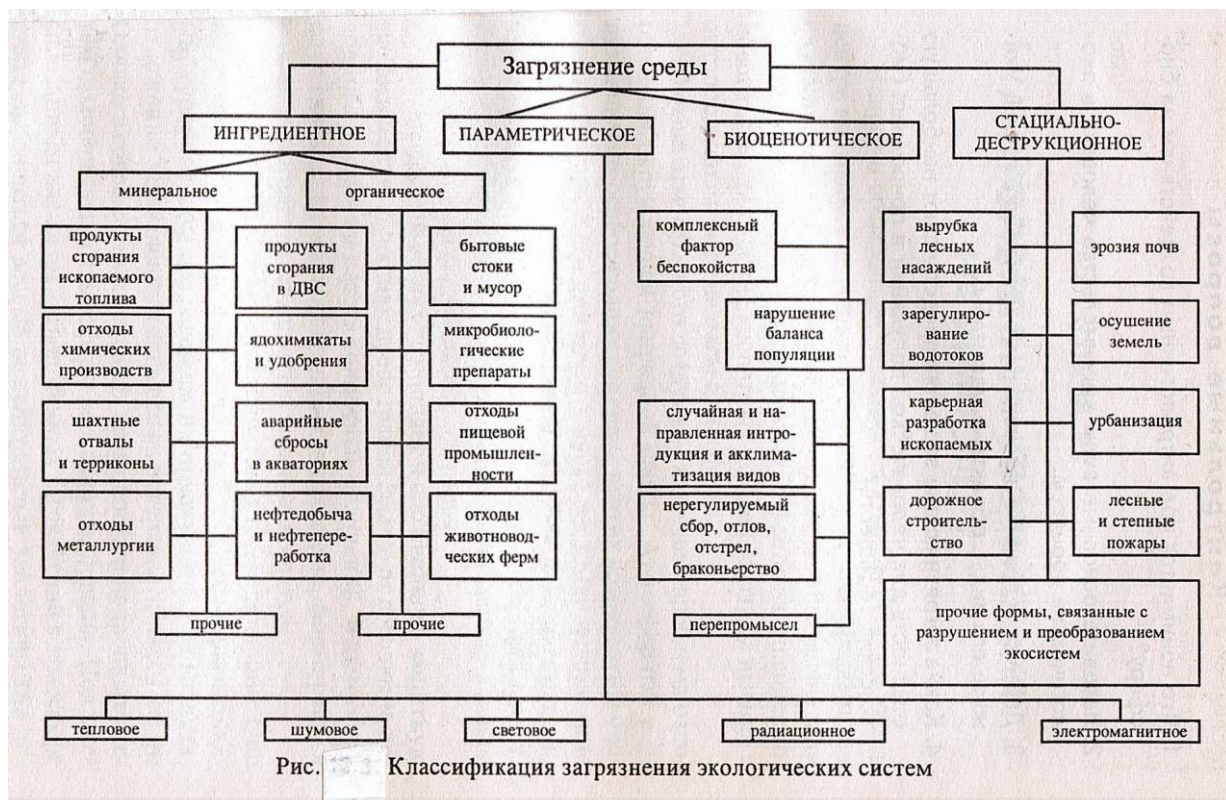 Загрязнение среды
ИНГРЕДИЕНТНОЕ
ПАРАМЕТРИЧЕСКОЕ
БИОЦЕНОТИЧЕСКОЕ
СТАЦИАЛЬНО-
ДЕСТРУКЦИОННОЕ
минеральное
органическое
продукты
сгорания
ископаемого
топлива
отходы
химических
производств
шахтные
отвалы
и терриконы
отходы
металлургии
прочие
продукты
сгорания
в ДВС
ядохимикаты
и удобрения
аварийные
сбросы
в акваториях
нефтедобыча
и нефтепере-
работка
бытовые
стоки
и мусор
микробиоло-
гические
препараты
отходы
пищевой
промышлен-
ности
отходы
животновод-
ческих ферм
прочие
комплексный
фактор
беспокойства
нарушение
баланса
популяции
случайная и на-
правленная интро-
дукция и акклима-
тизация видов
нерегулируемый
сбор, отлов,
отстрел,
браконьерство
перепромысел
вырубка
лесных
насаждений
зарегулиро-
вание
водотоков
карьерная
разработка
ископаемых
дорожное
строитель-
ство
эрозия почв
осушение
земель
урбанизация
лесные
и степные
пожары
прочие формы, связанные с
разрушением и преобразованием
экосистем
тепловое
шумовое
световое
радиационное
электромагнитное
Рис. Классификация загрязнения экологических систем